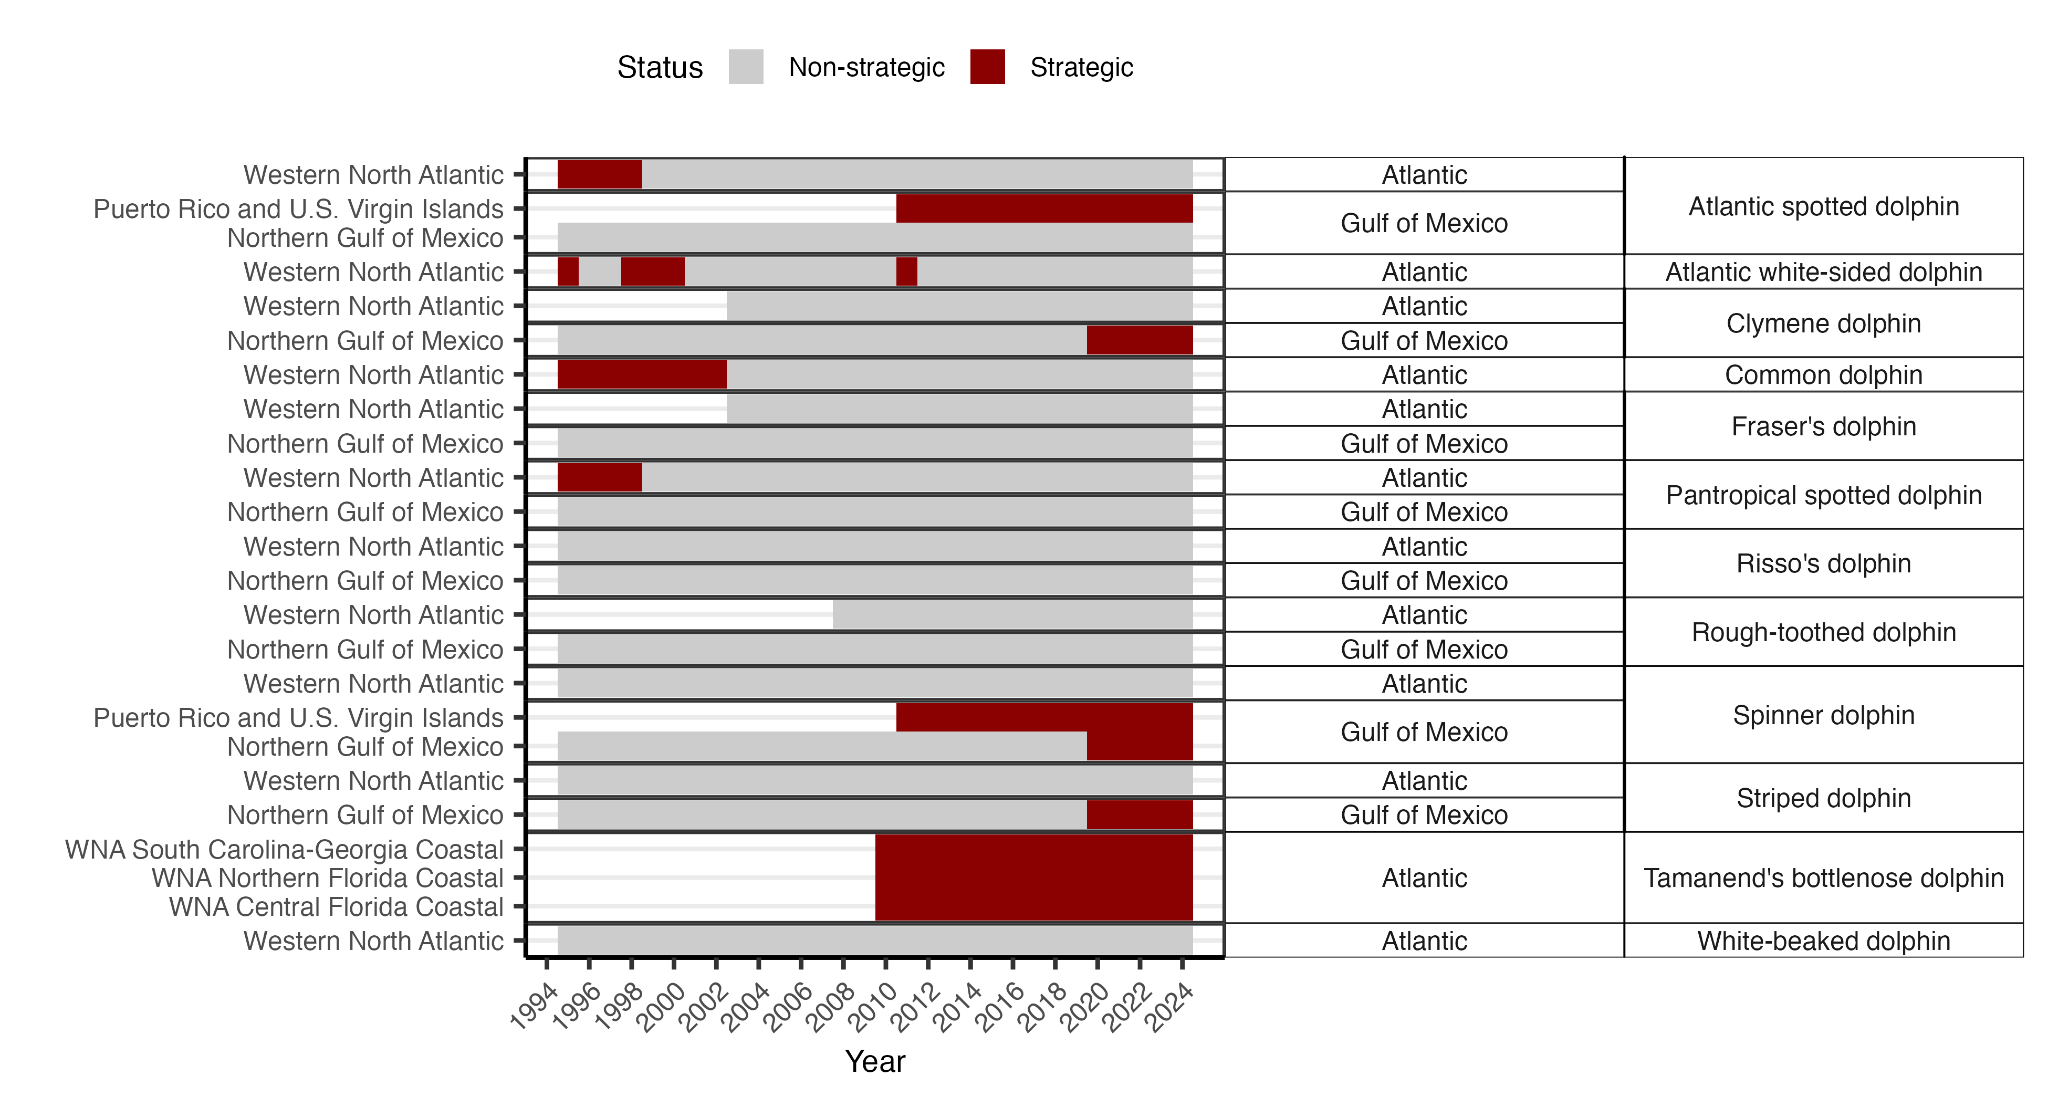 Status Non-strategic Strategic
Western North Atlantic Atlantic
Atlantic spotted dolphin
Puerto Rico and U.S. Virgin Islands
Gulf of Mexico
Northern Gulf of Mexico
Western North Atlantic Atlantic Atlantic white-sided dolphin
Western North Atlantic Atlantic
Clymene dolphin
Northern Gulf of Mexico Gulf of Mexico
Western North Atlantic Atlantic Common dolphin
Western North Atlantic Atlantic
Fraser's dolphin
Northern Gulf of Mexico Gulf of Mexico
Western North Atlantic Atlantic
Pantropical spotted dolphin
Northern Gulf of Mexico Gulf of Mexico
Western North Atlantic Atlantic
Risso's dolphin
Northern Gulf of Mexico Gulf of Mexico
Western North Atlantic Atlantic
Rough-toothed dolphin
Northern Gulf of Mexico Gulf of Mexico
Western North Atlantic Atlantic
Spinner dolphin
Puerto Rico and U.S. Virgin Islands
Gulf of Mexico
Northern Gulf of Mexico
Western North Atlantic Atlantic
Striped dolphin
Northern Gulf of Mexico Gulf of Mexico
WNA South Carolina-Georgia Coastal
WNA Northern Florida Coastal Atlantic Tamanend's bottlenose dolphin
WNA Central Florida Coastal
Western North Atlantic Atlantic White-beaked dolphin
1994 1996 1998 2000 2002 2004 2006 2008 2010 2012 2014 2016 2018 2020 2022 2024
Year